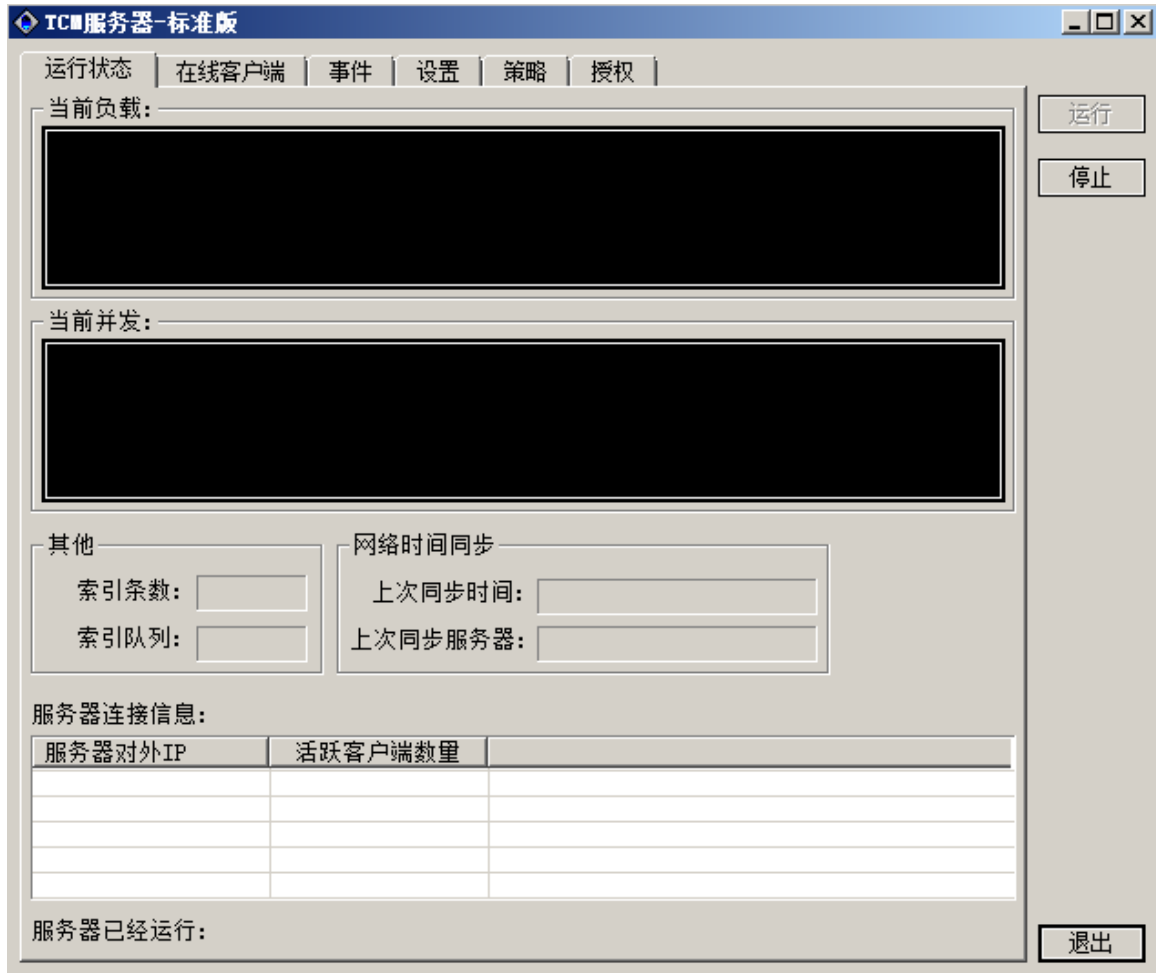 TCM服务器-标准版
运行状态 在线客户端 事件 设置 策略 授权
当前负载:
运行
停止
当前并发:
其他
索引条数:
索引队列:
网络时间同步
上次同步时间:
上次同步服务器:
服务器连接信息:
服务器对外IP 活跃客户端数量
服务器已经运行:
退出